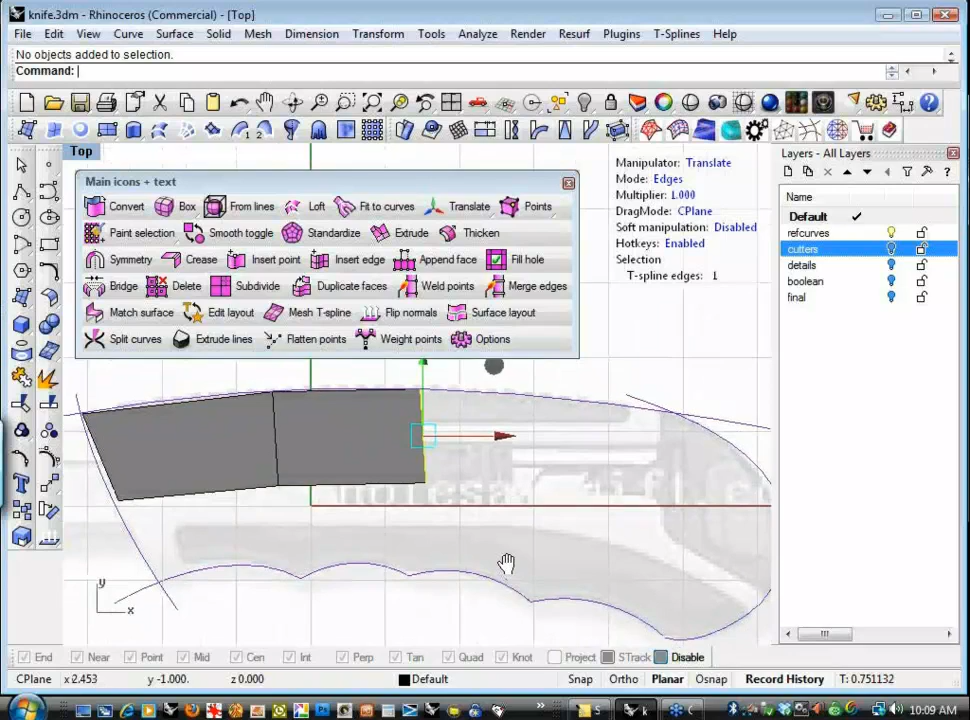 knife.3dm - Rhinoceros (Commercial) - [Top]
File Edit View Curve Surface Solid Mesh Dimension Transform Tools Analyze Render Resurf Plugins T-Splines Help
No objects added to selection.
Command:
Top
Main icons + text
Convert Box From lines Loft Fit to curves Translate Points
Paint selection Smooth toggle Standardize Extrude Thicken
Symmetry Crease Insert point Insert edge Append face Fill hole
Bridge Delete Subdivide Duplicate faces Weld points Merge edges
Match surface Edit layout Mesh T-spline Flip normals Surface layout
Split curves Extrude lines Flatten points Weight points Options
Manipulator: Translate
Mode: Edges
Multiplier: 1.000
DragMode: CPlane
Soft manipulation: Disabled
Hotkeys: Enabled
Selection
T-spline edges: 1
Layers - All Layers
Name
Default
refcurves
cutters
details
boolean
final
y
x
End Near Point Mid Cen Int Perp Tan Quad Knot Project STrack Disable
CPlane x 2.453 y -1.000 z 0.000 Default Snap Ortho Planar Osnap Record History T: 0.751132
S k C 10:09 AM